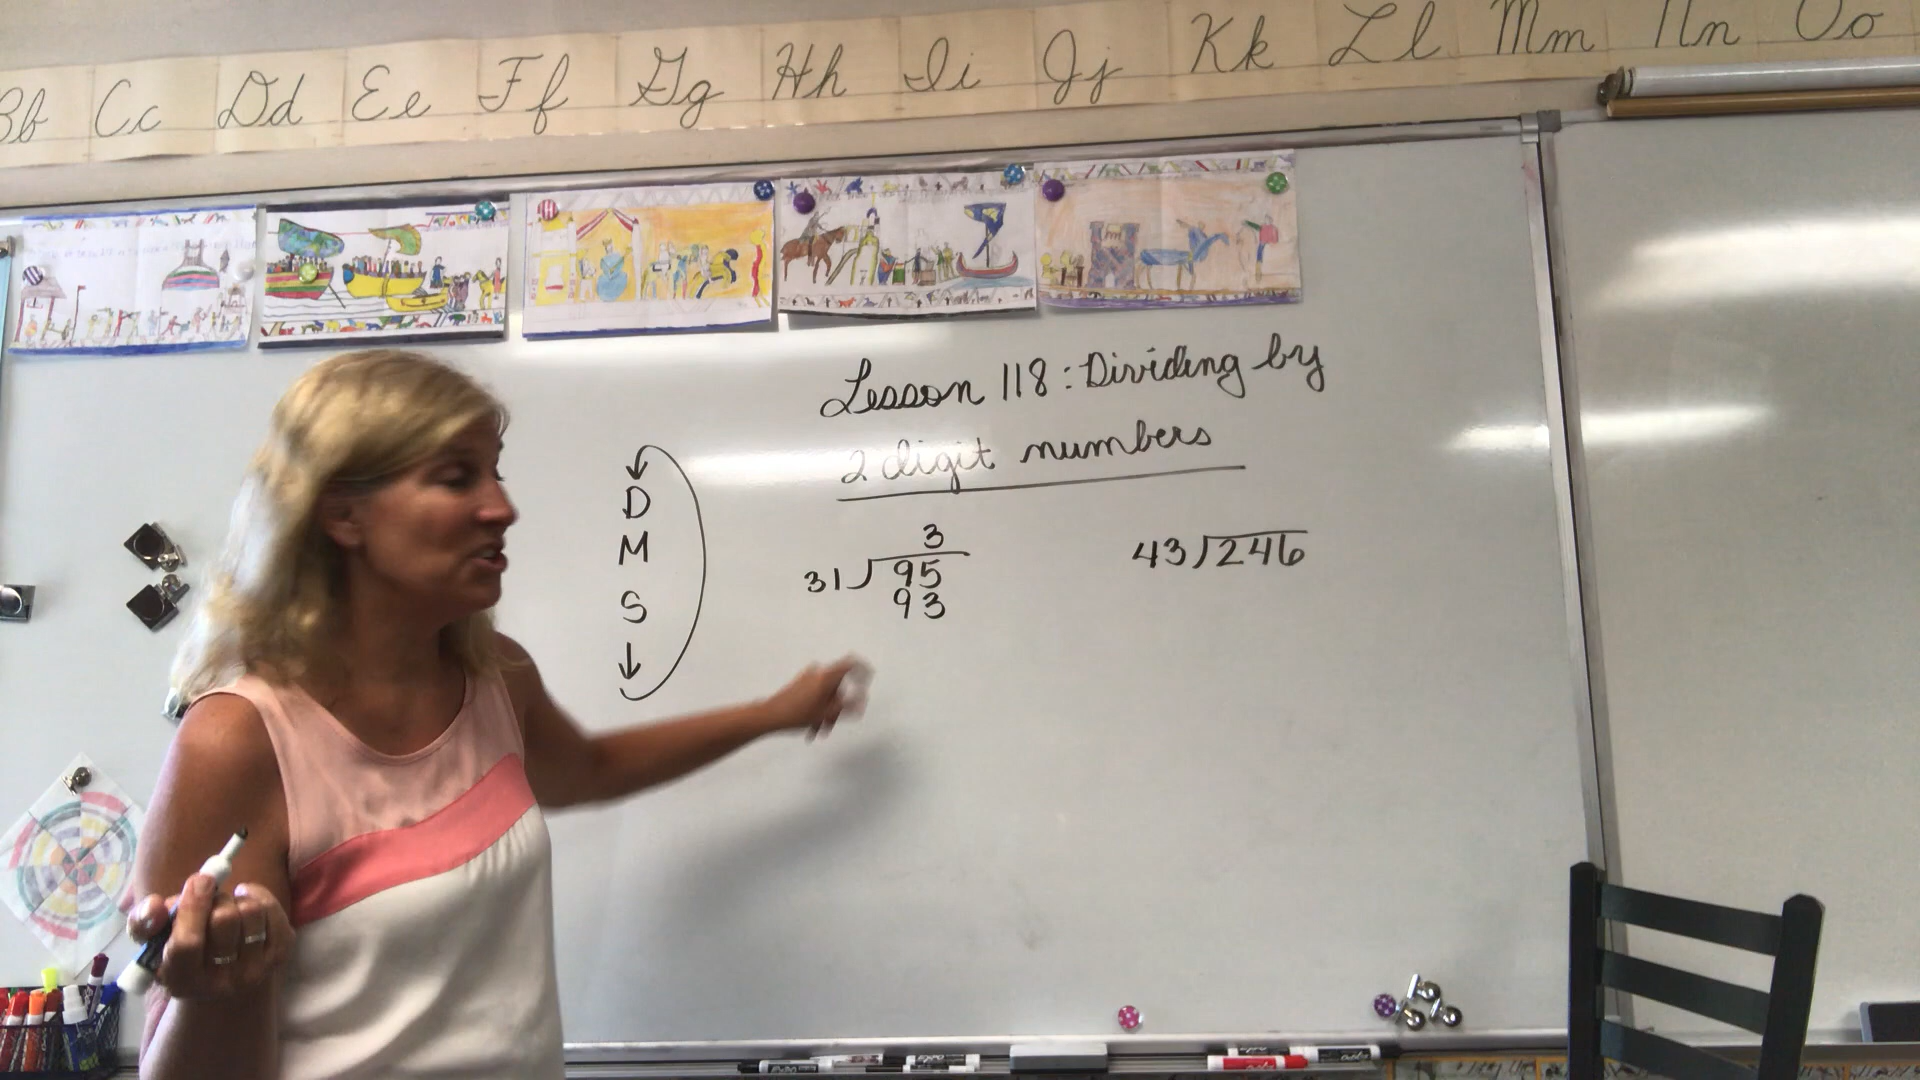 Bb Cc Dd Ee Ff Gg Hh Ii Jj Kk Ll Mm Nn Oo
Lesson 118: Dividing by
2 digit numbers
D
M
S
3
31)95
93
43)246